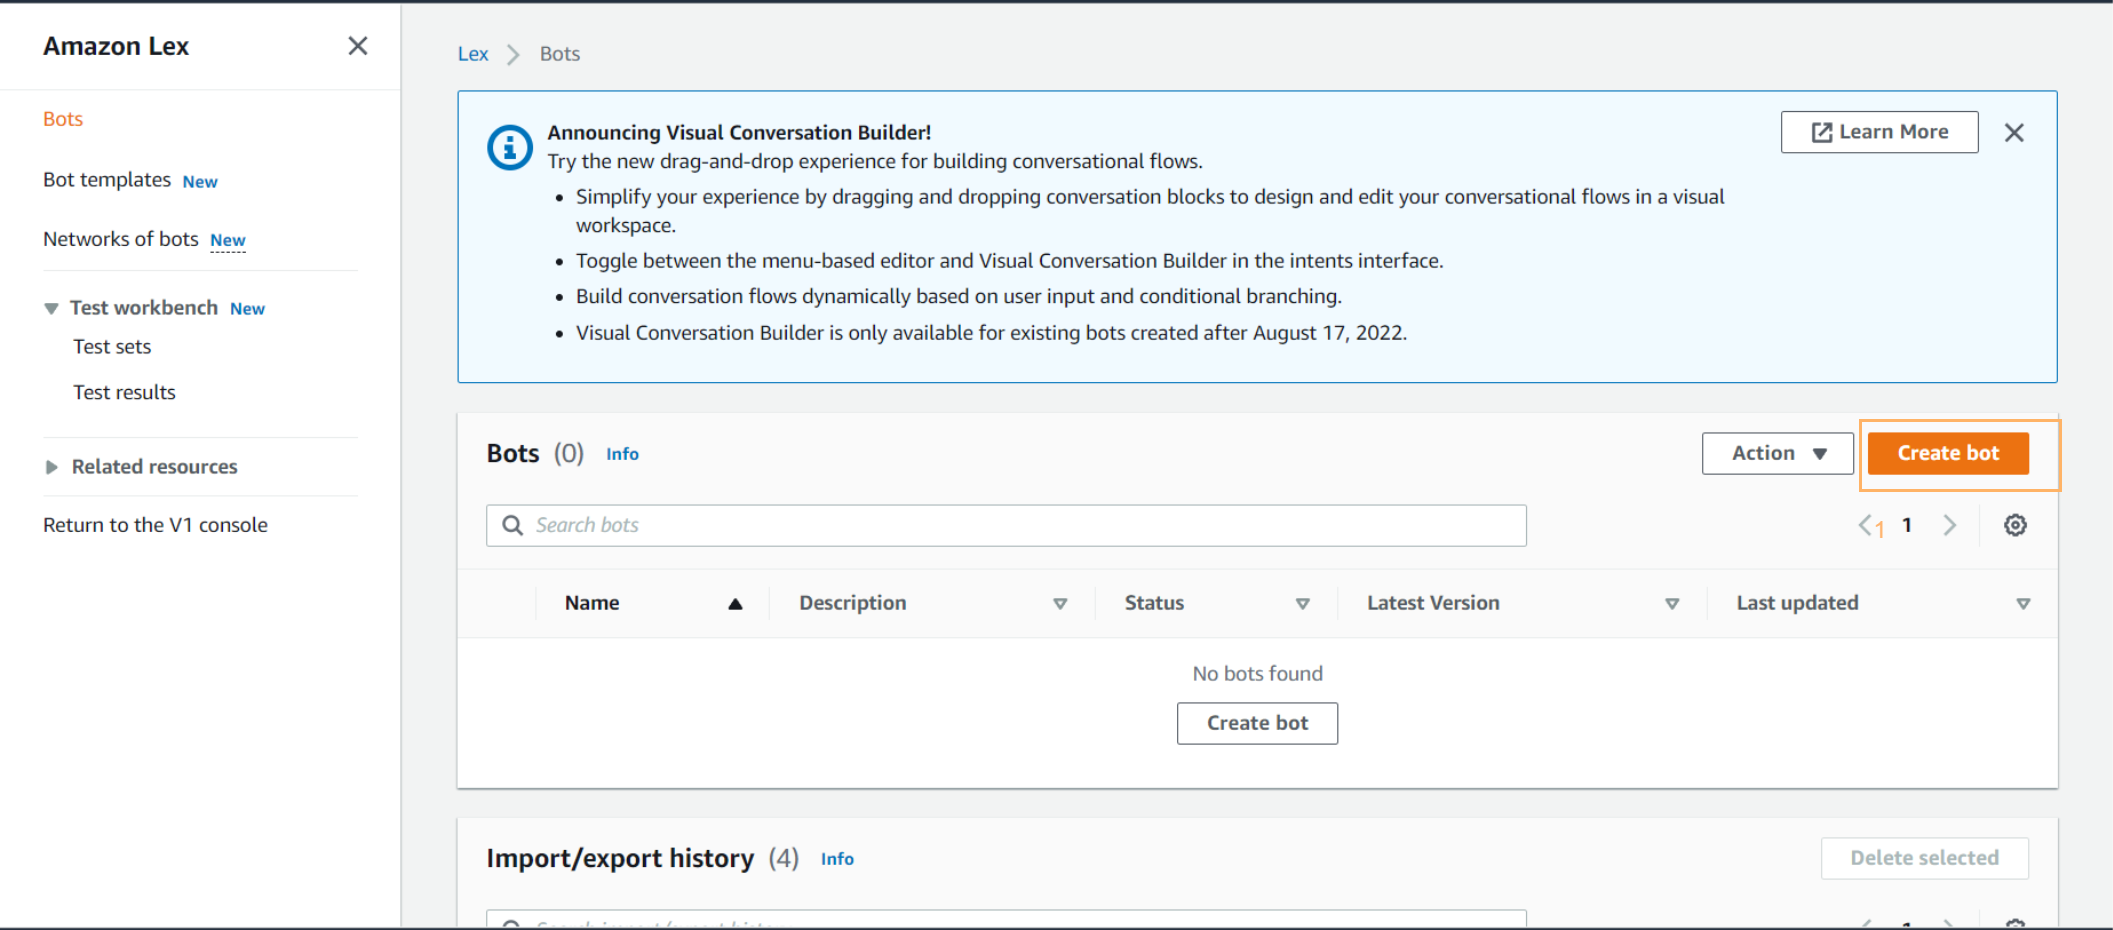 Amazon Lex
Bots
Bot templates New
Networks of bots New
Test workbench New
Test sets
Test results
Related resources
Return to the V1 console
Lex > Bots
Announcing Visual Conversation Builder!
Learn More
Try the new drag-and-drop experience for building conversational flows.
• Simplify your experience by dragging and dropping conversation blocks to design and edit your conversational flows in a visual
workspace.
• Toggle between the menu-based editor and Visual Conversation Builder in the intents interface.
• Build conversation flows dynamically based on user input and conditional branching.
• Visual Conversation Builder is only available for existing bots created after August 17, 2022.
Bots (0) Info
Action
Create bot
Search bots
1 1
Name Description Status Latest Version Last updated
No bots found
Create bot
Import/export history (4) Info
Delete selected